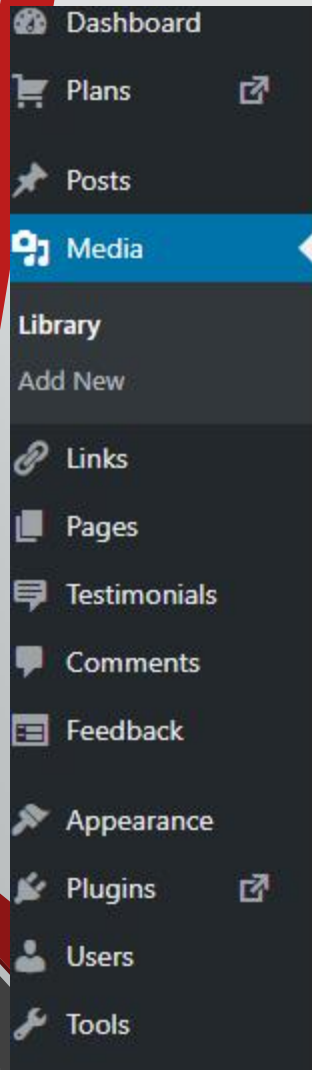 Dashboard
Plans
Posts
Media
Library
Add New
Links
Pages
Testimonials
Comments
Feedback
Appearance
Plugins
Users
Tools